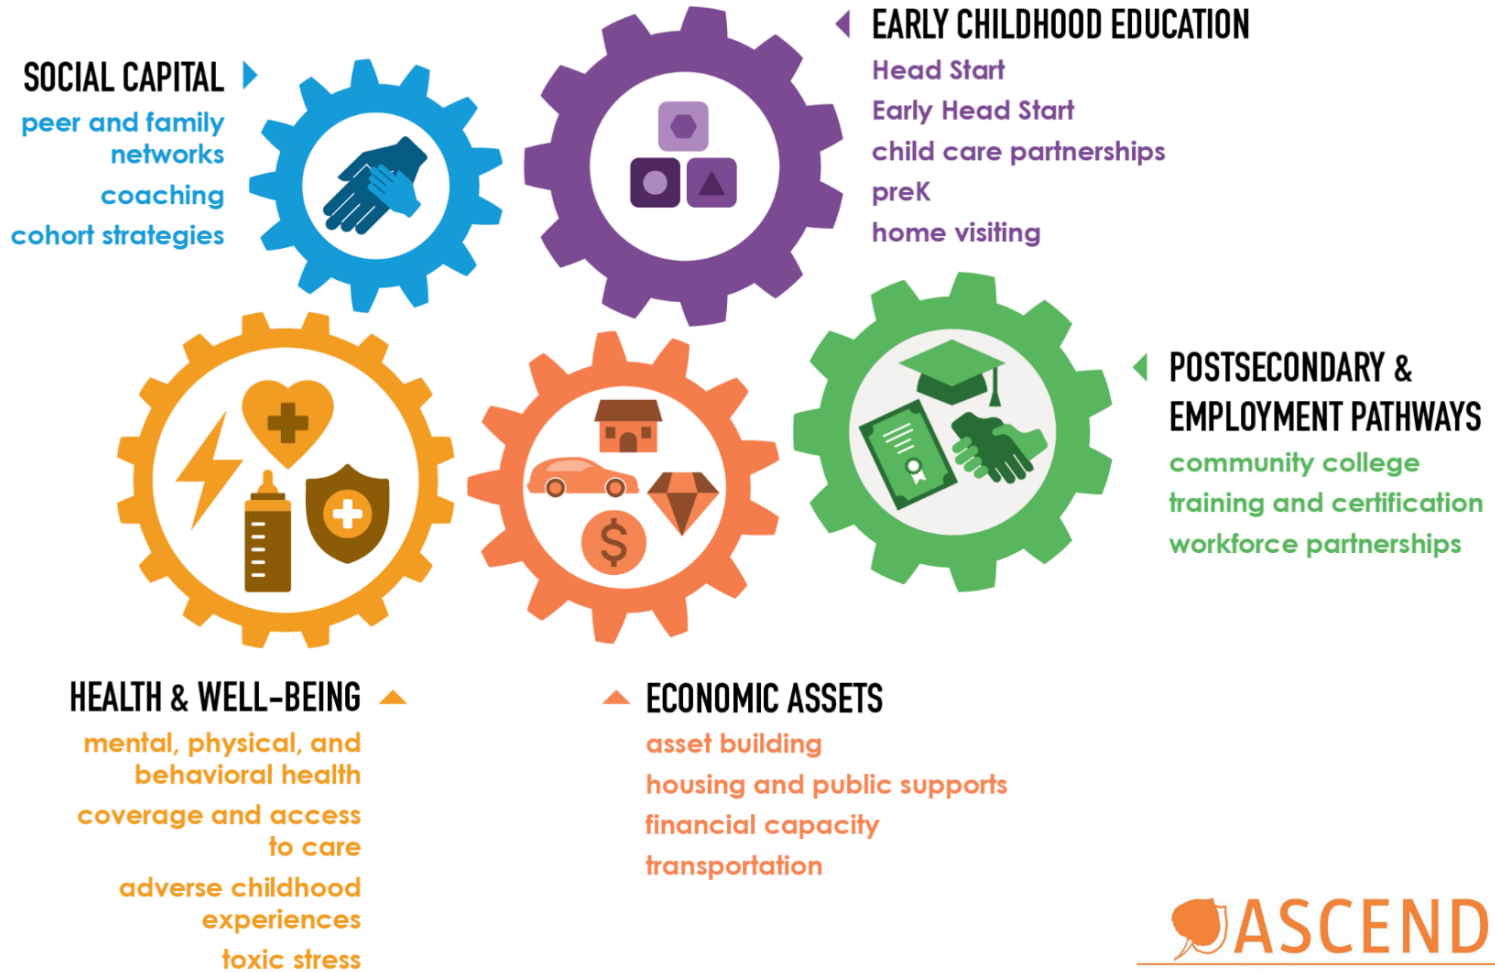 SOCIAL CAPITAL
peer and family
networks
coaching
cohort strategies
EARLY CHILDHOOD EDUCATION
Head Start
Early Head Start
child care partnerships
preK
home visiting
POSTSECONDARY &
EMPLOYMENT PATHWAYS
community college
training and certification
workforce partnerships
$
HEALTH & WELL-BEING
mental, physical, and
behavioral health
coverage and access
to care
adverse childhood
experiences
toxic stress
ECONOMIC ASSETS
asset building
housing and public supports
financial capacity
transportation
ASCEND